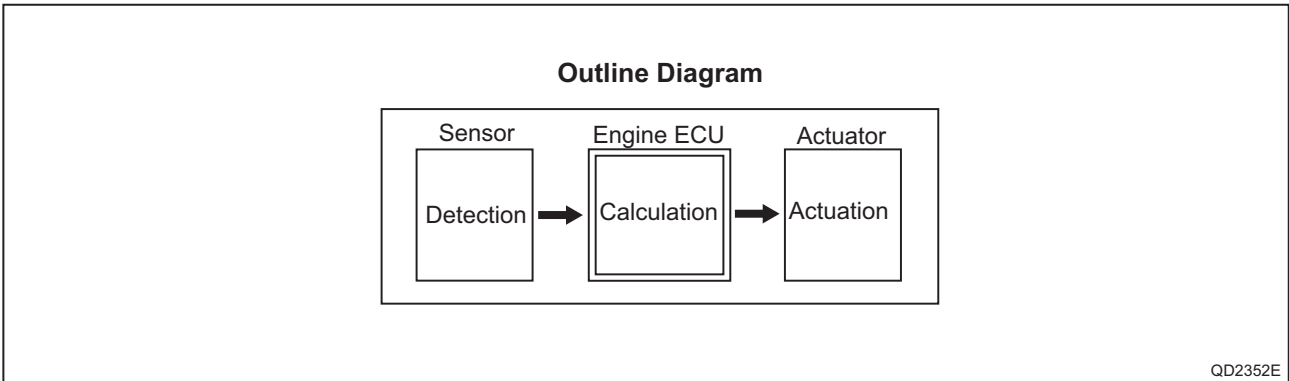 Outline Diagram
Sensor
Engine ECU
Actuator
Detection
Calculation
Actuation
QD2352E